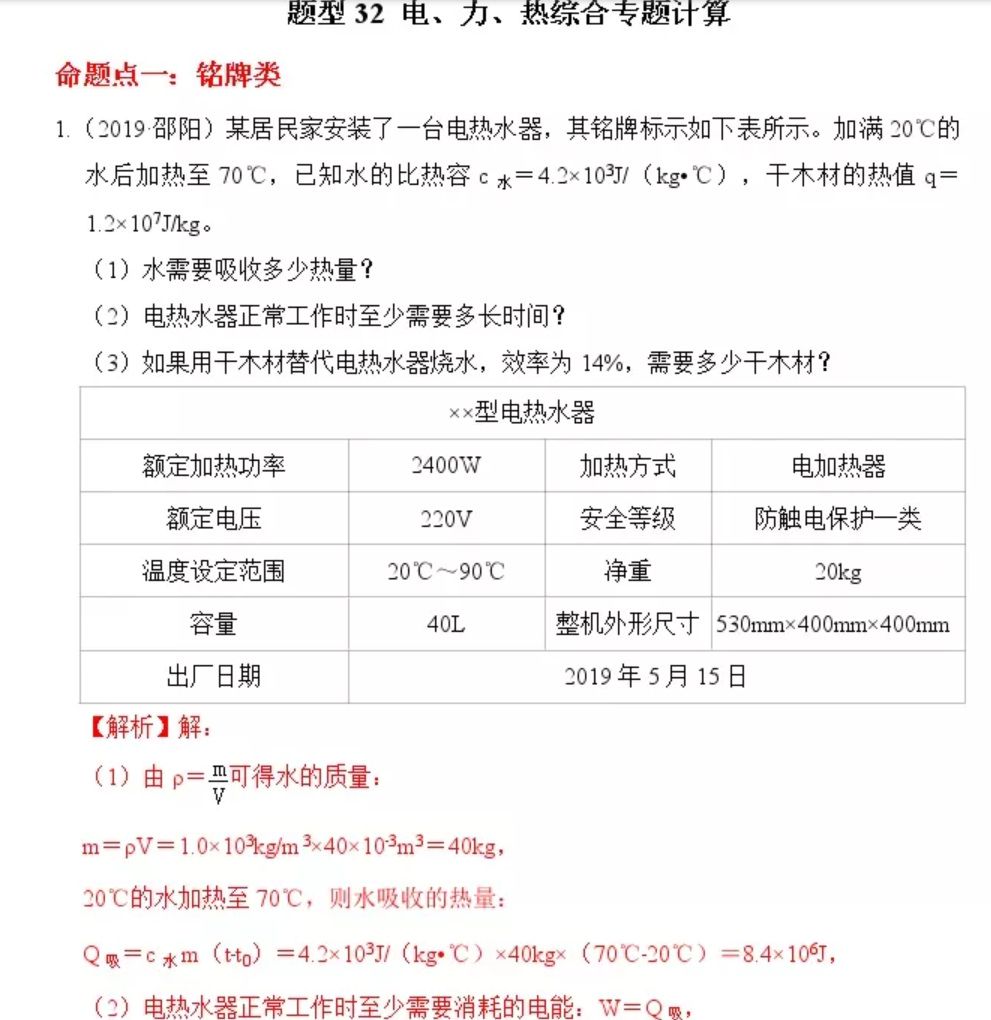 题型 32 电、力、热综合专题计算
命题点一：铭牌类
1.（2019·邵阳）某居民家安装了一台电热水器，其铭牌标示如下表所示。加满 20℃的
水后加热至 70℃，已知水的比热容 c 水＝4.2×10³J/（kg•℃），干木材的热值 q＝
1.2×10⁷J/kg。
（1）水需要吸收多少热量？
（2）电热水器正常工作时至少需要多长时间？
（3）如果用干木材替代电热水器烧水，效率为 14%，需要多少干木材？
××型电热水器
额定加热功率 2400W 加热方式 电加热器
额定电压 220V 安全等级 防触电保护一类
温度设定范围 20℃～90℃ 净重 20kg
容量 40L 整机外形尺寸 530mm×400mm×400mm
出厂日期 2019 年 5 月 15 日
【解析】解：
（1）由 ρ＝m/V可得水的质量：
m＝ρV＝1.0×10³kg/m³×40×10⁻³m³＝40kg，
20℃的水加热至 70℃，则水吸收的热量：
Q 吸＝c 水 m（t-t₀）＝4.2×10³J/（kg•℃）×40kg×（70℃-20℃）＝8.4×10⁶J，
（2）电热水器正常工作时至少需要消耗的电能：W＝Q 吸，